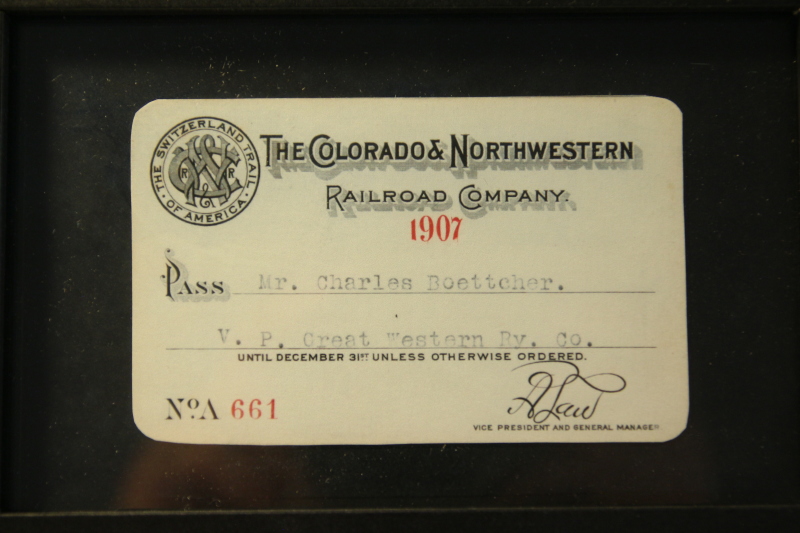 THE SWITZERLAND TRAIL
OF AMERICA
R R
THE COLORADO & NORTHWESTERN
RAILROAD COMPANY.
1907
PASS Mr. Charles Boettcher.
V. P. Great Western Ry. Co.
UNTIL DECEMBER 31ST UNLESS OTHERWISE ORDERED.
No A 661
VICE PRESIDENT AND GENERAL MANAGER